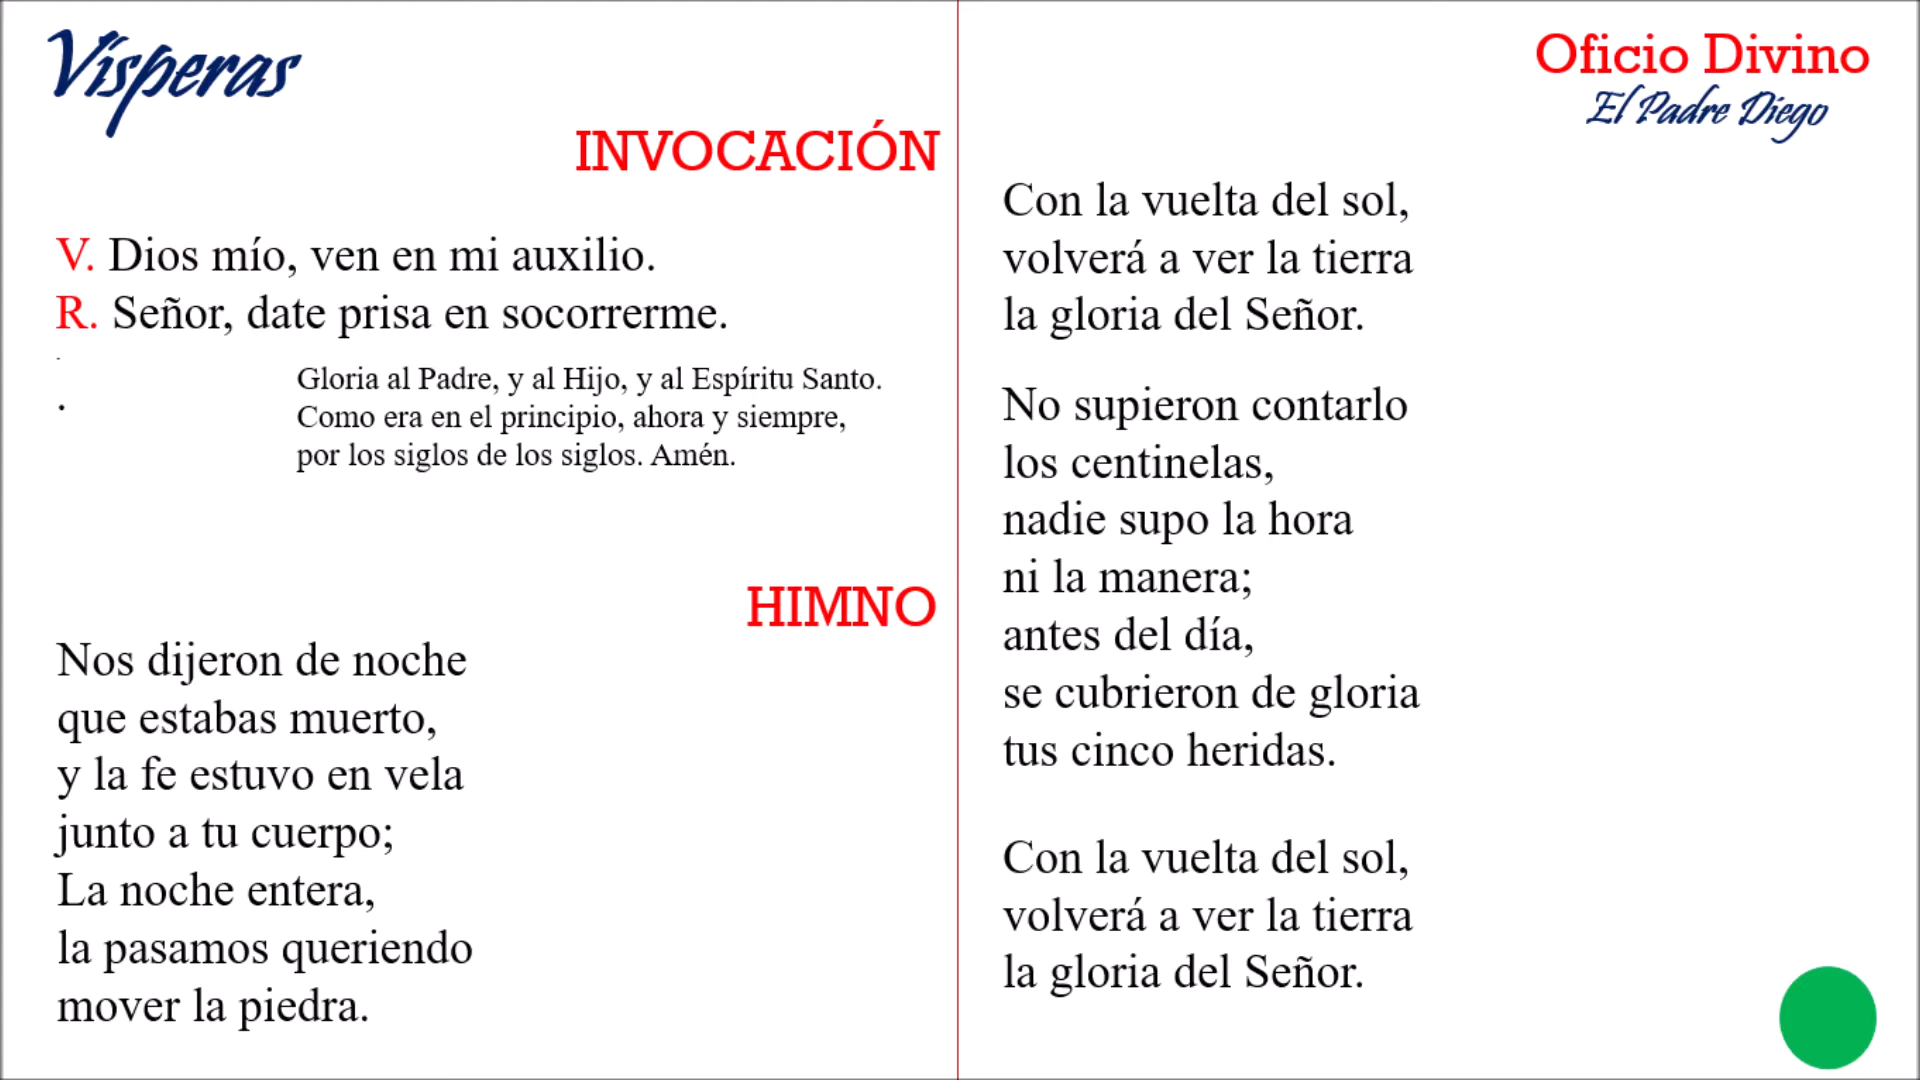 Vísperas
INVOCACIÓN
V. Dios mío, ven en mi auxilio.
R. Señor, date prisa en socorrerme.
Gloria al Padre, y al Hijo, y al Espíritu Santo.
Como era en el principio, ahora y siempre,
por los siglos de los siglos. Amén.
HIMNO
Nos dijeron de noche
que estabas muerto,
y la fe estuvo en vela
junto a tu cuerpo;
La noche entera,
la pasamos queriendo
mover la piedra.
Oficio Divino
El Padre Diego
Con la vuelta del sol,
volverá a ver la tierra
la gloria del Señor.
No supieron contarlo
los centinelas,
nadie supo la hora
ni la manera;
antes del día,
se cubrieron de gloria
tus cinco heridas.
Con la vuelta del sol,
volverá a ver la tierra
la gloria del Señor.